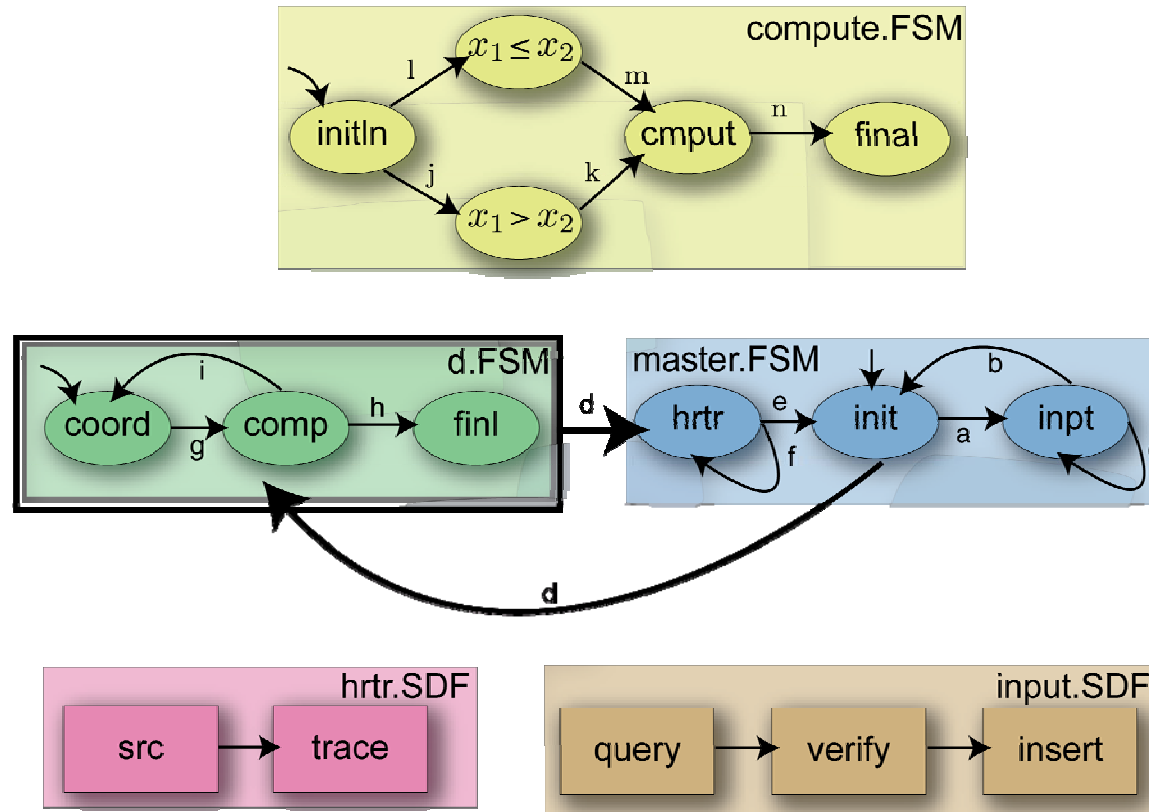 compute.FSM
x₁ ≤ x₂
l
m
initIn
cmput
n
final
j
k
x₁ > x₂
d.FSM
i
coord
g
comp
h
finl
d
master.FSM
b
hrtr
e
f
init
a
inpt
d
hrtr.SDF
src
trace
input.SDF
query
verify
insert